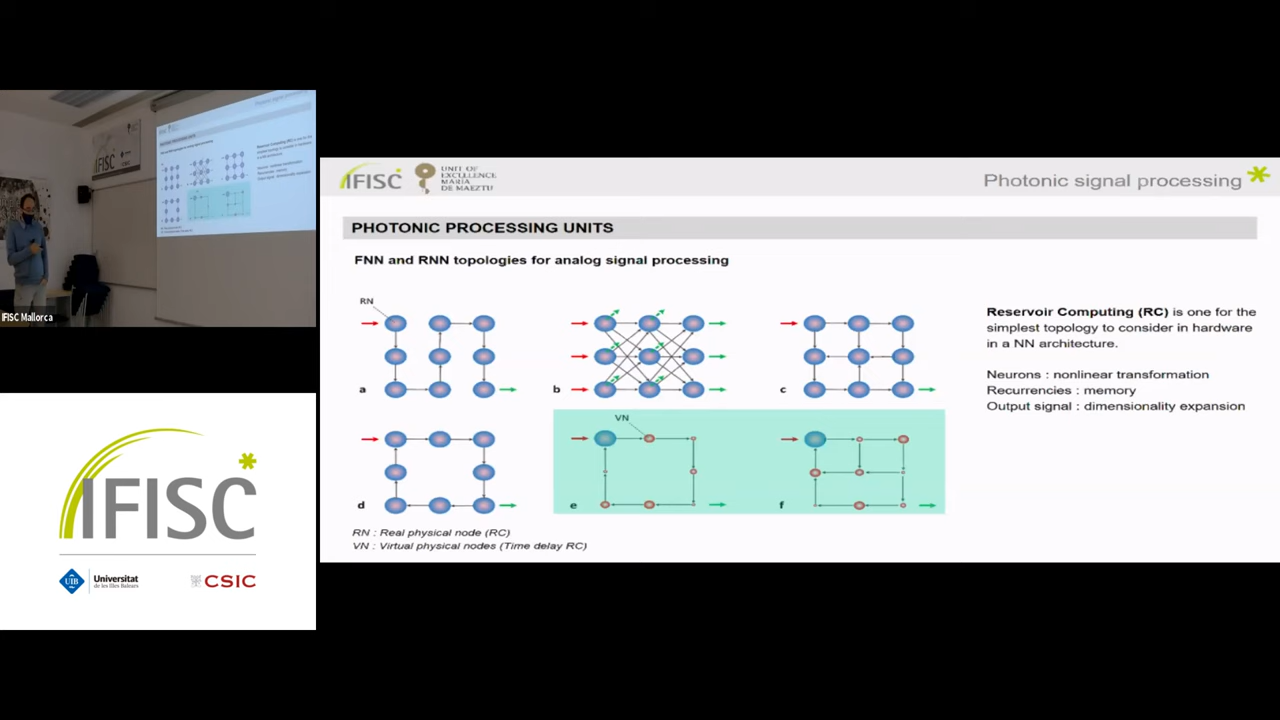 IFISC
UNIT OF
EXCELLENCE
MARÍA
DE MAEZTU
Photonic signal processing
PHOTONIC PROCESSING UNITS
FNN and RNN topologies for analog signal processing
RN
a
b
c
VN
d
e
f
RN : Real physical node (RC)
VN : Virtual physical nodes (Time delay RC)
Reservoir Computing (RC) is one for the
simplest topology to consider in hardware
in a NN architecture.
Neurons : nonlinear transformation
Recurrencies : memory
Output signal : dimensionality expansion
IFISC
IFISC Mallorca
IFISC
UIB
Universitat
de les Illes Balears
CSIC